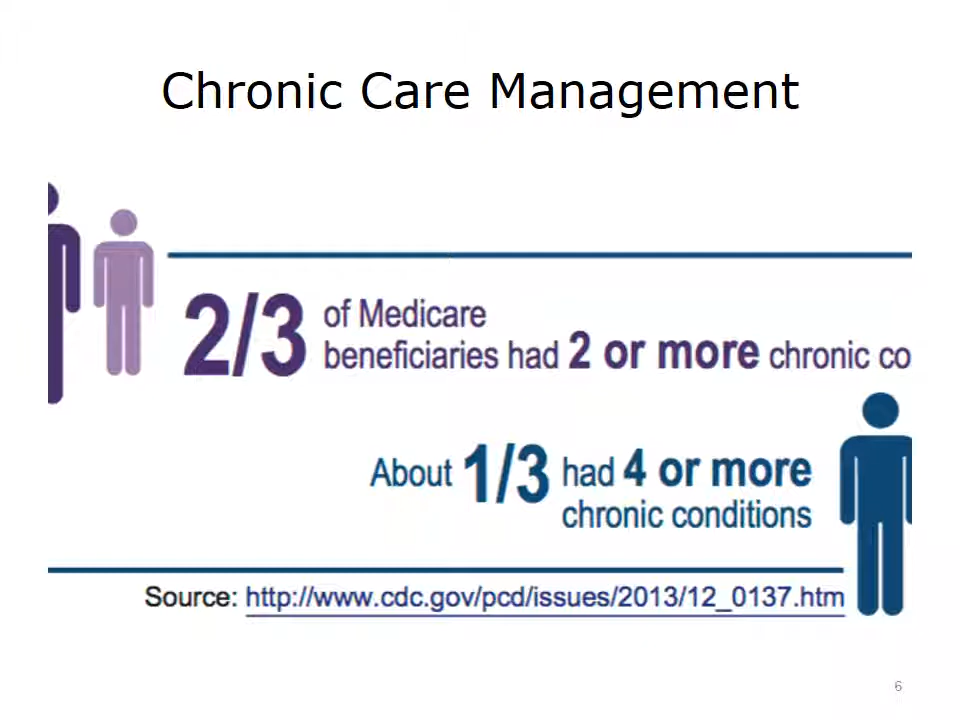 Chronic Care Management
2/3 of Medicare
beneficiaries had 2 or more chronic co
About 1/3 had 4 or more
chronic conditions
Source: http://www.cdc.gov/pcd/issues/2013/12_0137.htm
6